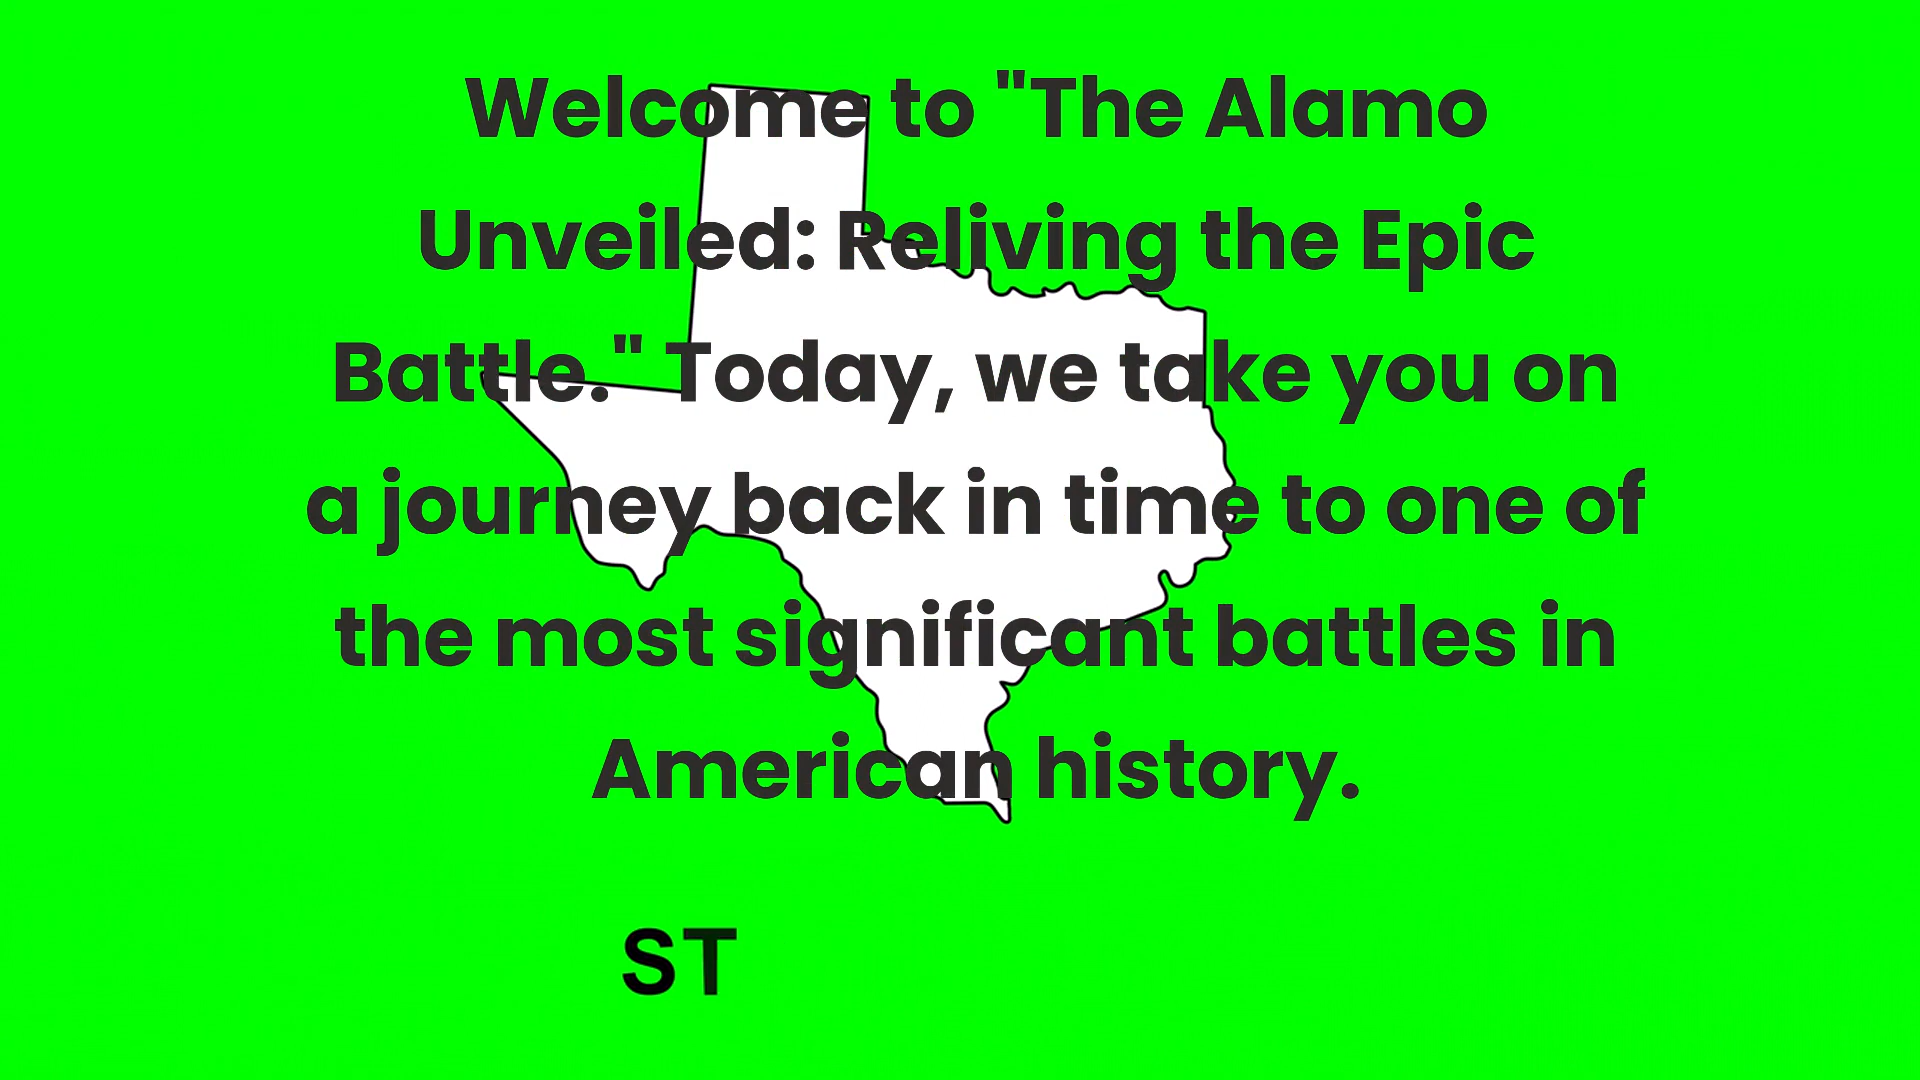 Welcome to "The Alamo
Unveiled: Reliving the Epic
Battle." Today, we take you on
a journey back in time to one of
the most significant battles in
American history.
ST